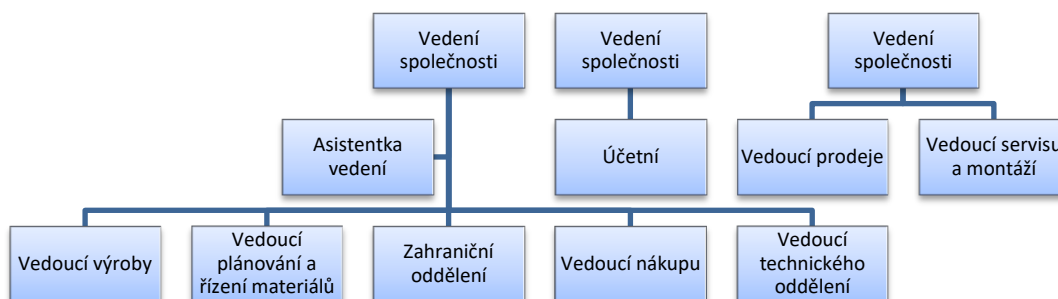 Vedení
společnosti
Vedení
společnosti
Vedení
společnosti
Asistentka
vedení
Účetní
Vedoucí prodeje
Vedoucí servisu
a montáží
Vedoucí výroby
Vedoucí
plánování a
řízení materiálů
Zahraniční
oddělení
Vedoucí nákupu
Vedoucí
technického
oddělení